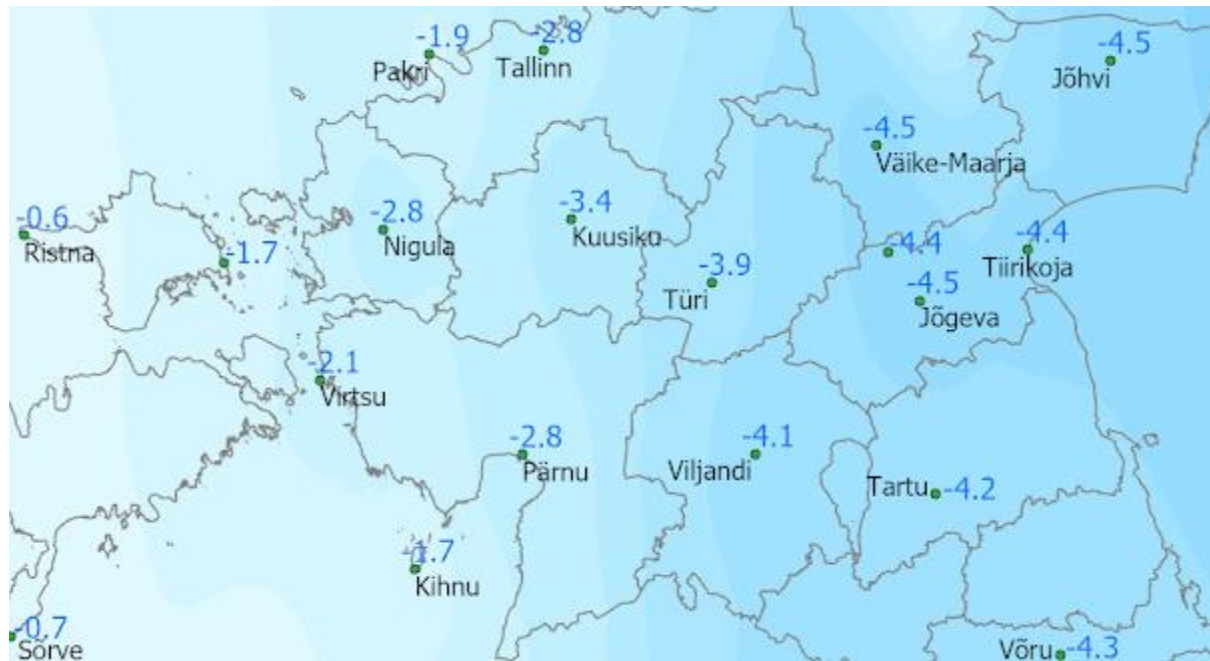 -1.9
Pakri
-2.8
Tallinn
-4.5
Jõhvi
-4.5
Väike-Maarja
-0.6
Ristna
-1.7
-2.8
Nigula
-3.4
Kuusiku
-3.9
Türi
-4.4
-4.4
Tiirikoja
-4.5
Jõgeva
-2.1
Virtsu
-2.8
Pärnu
-4.1
Viljandi
Tartu -4.2
-1.7
Kihnu
-0.7
Sõrve
Võru -4.3